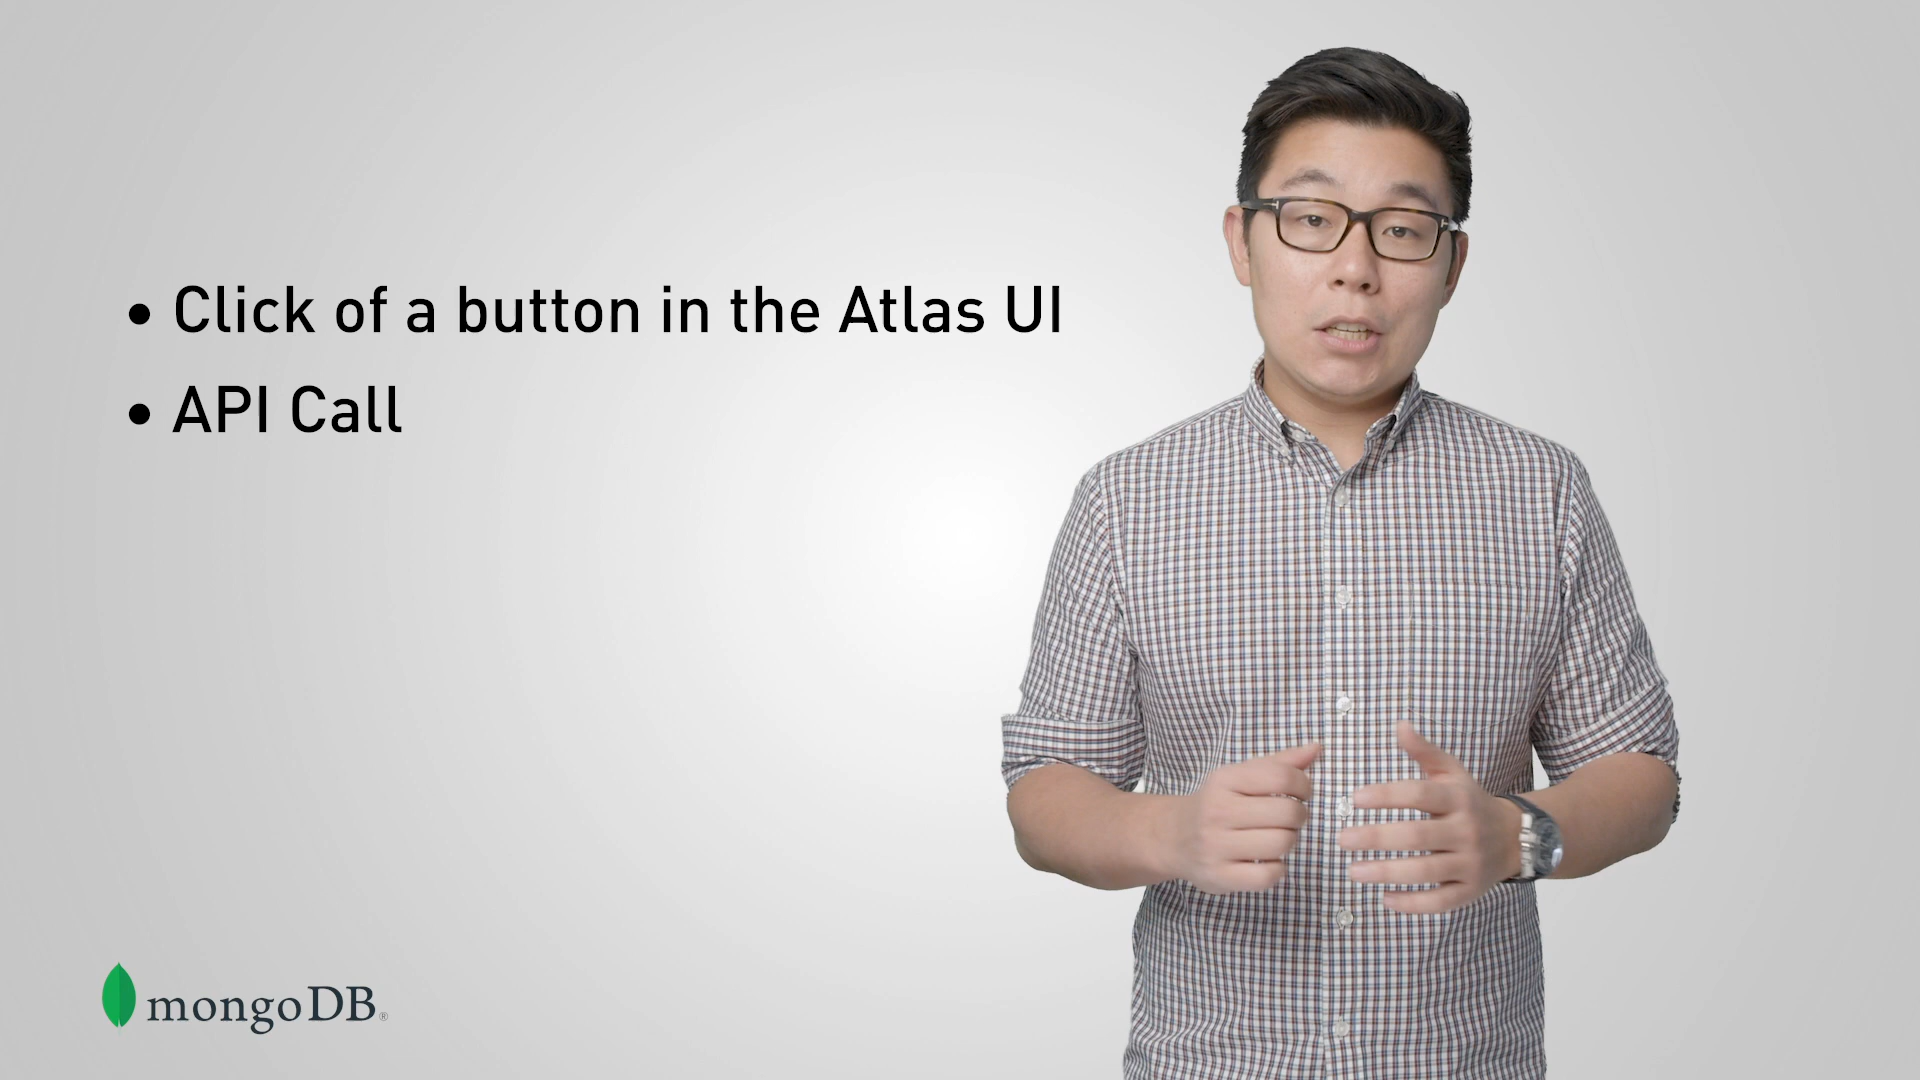 • Click of a button in the Atlas UI
• API Call
mongoDB®